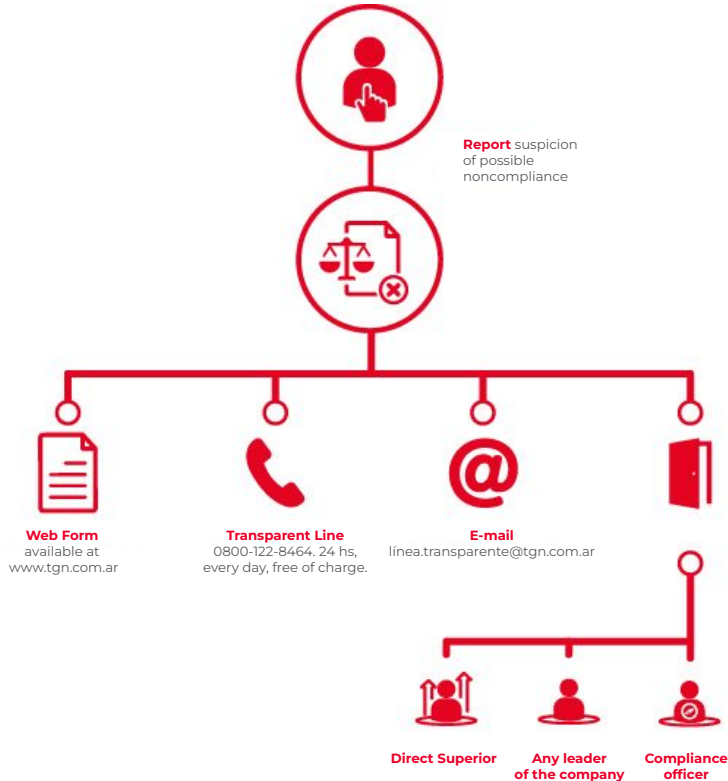 Report suspicion
of possible
noncompliance
Web Form
available at
www.tgn.com.ar
Transparent Line
0800-122-8464. 24 hs,
every day, free of charge.
@
E-mail
línea.transparente@tgn.com.ar
Direct Superior
Any leader
of the company
Compliance
officer